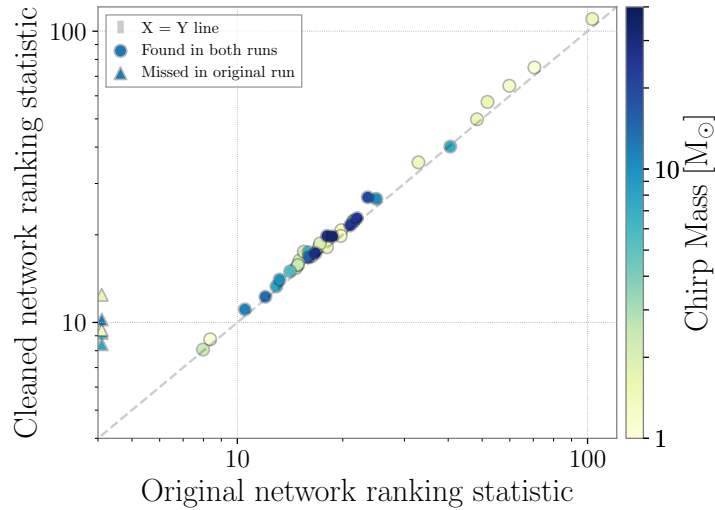 Cleaned network ranking statistic
100
10
X = Y line
Found in both runs
Missed in original run
10
100
Original network ranking statistic
10
1
Chirp Mass [M⊙]